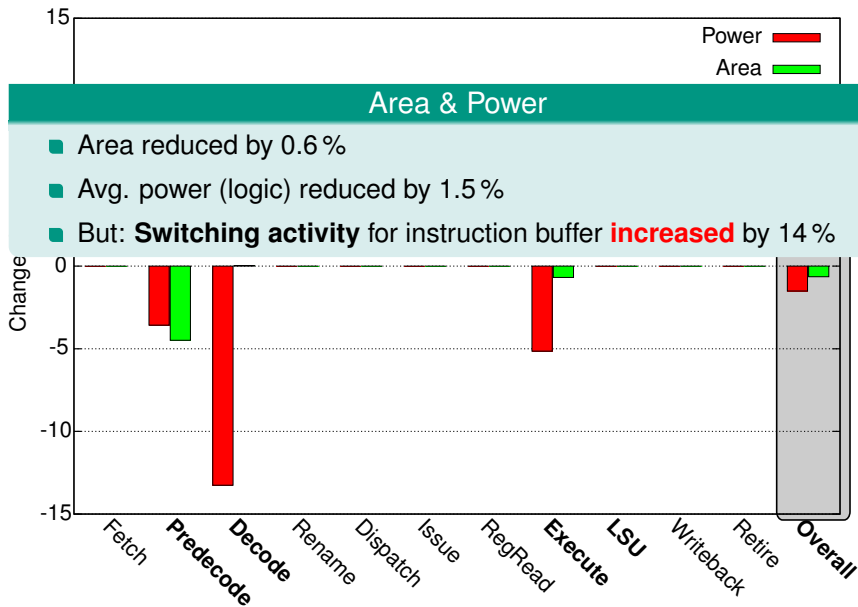 15
Power
Area
Area & Power
Area reduced by 0.6 %
Avg. power (logic) reduced by 1.5 %
But: Switching activity for instruction buffer increased by 14 %
Change
0
-5
-10
-15
Fetch
Predecode
Decode
Rename
Dispatch
Issue
RegRead
Execute
LSU
Writeback
Retire
Overall